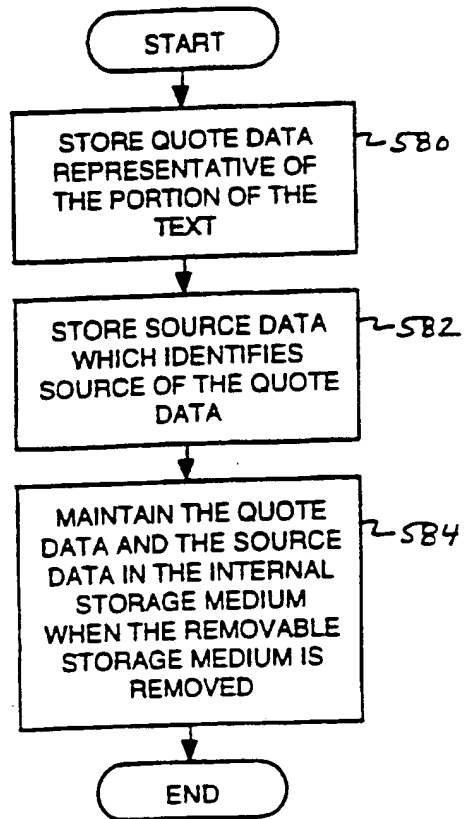 START
STORE QUOTE DATA
REPRESENTATIVE OF
THE PORTION OF THE
TEXT
580
STORE SOURCE DATA
WHICH IDENTIFIES
SOURCE OF THE QUOTE
DATA
582
MAINTAIN THE QUOTE
DATA AND THE SOURCE
DATA IN THE INTERNAL
STORAGE MEDIUM
WHEN THE REMOVABLE
STORAGE MEDIUM IS
REMOVED
584
END